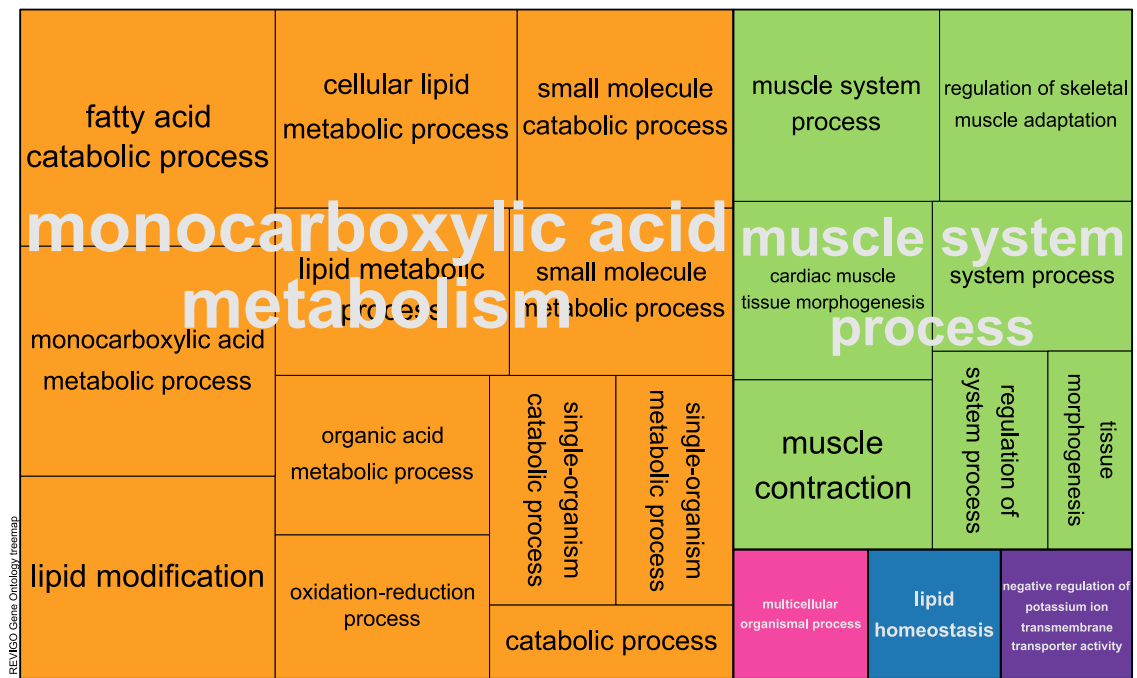 fatty acid
catabolic process
cellular lipid
metabolic process
small molecule
catabolic process
muscle system
process
regulation of skeletal
muscle adaptation
monocarboxylic acid
metabolism
muscle system
process
monocarboxylic acid
metabolic process
lipid metabolic
process
small molecule
metabolic process
cardiac muscle
tissue morphogenesis
system process
lipid modification
organic acid
metabolic process
oxidation-reduction
process
single-organism
catabolic process
single-organism
metabolic process
catabolic process
muscle
contraction
regulation of
system process
tissue
morphogenesis
multicellular
organismal process
lipid
homeostasis
negative regulation of
potassium ion
transmembrane
transporter activity
REVIGO Gene Ontology treemap